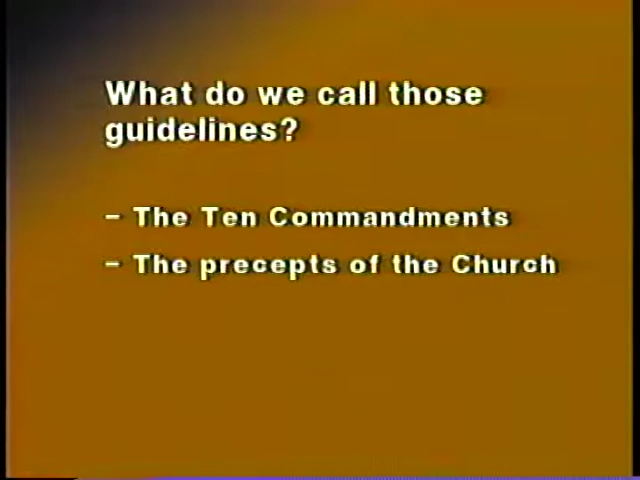 What do we call those
guidelines?
– The Ten Commandments
– The precepts of the Church